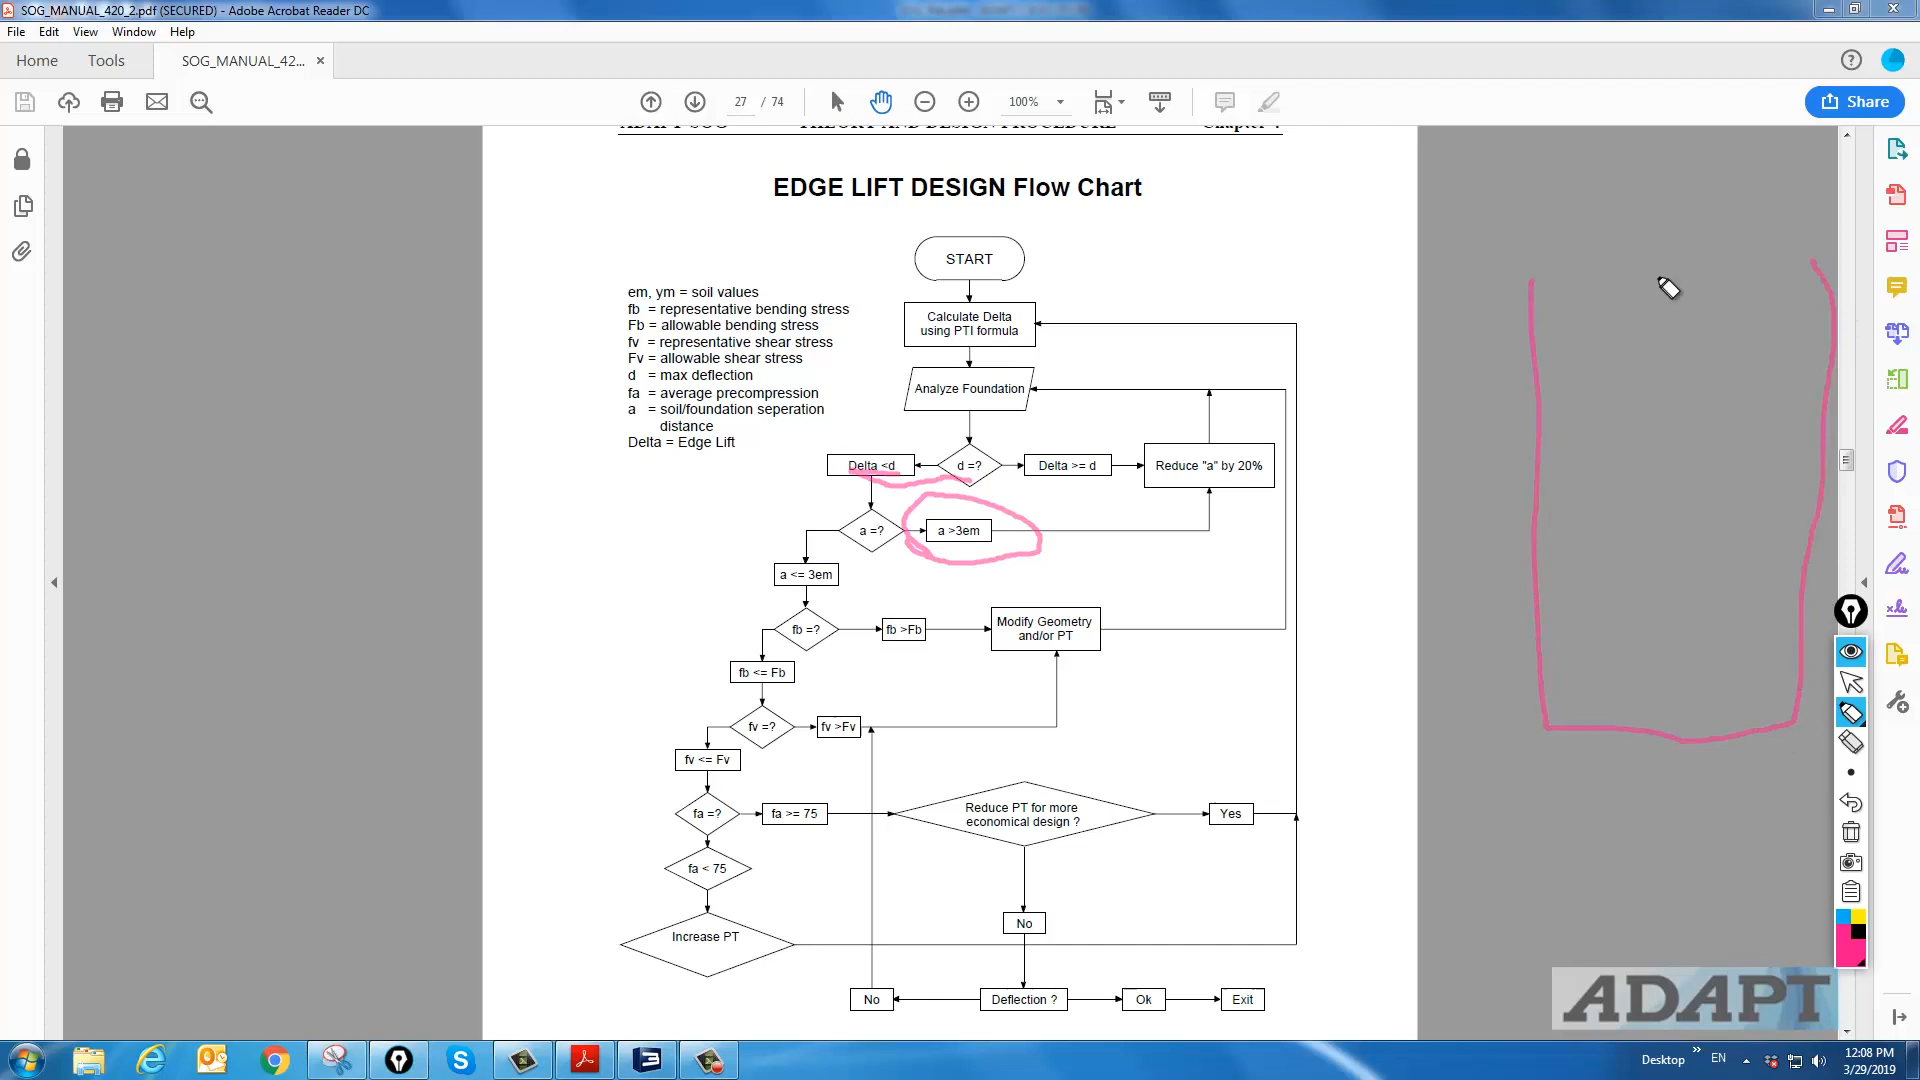 SOG_MANUAL_420_2.pdf (SECURED) - Adobe Acrobat Reader DC
File Edit View Window Help
Home Tools SOG_MANUAL_42... ×
27 / 74 100% Share
EDGE LIFT DESIGN Flow Chart
START
em, ym = soil values
fb = representative bending stress
Fb = allowable bending stress
fv = representative shear stress
Fv = allowable shear stress
d = max deflection
fa = average precompression
a = soil/foundation seperation
distance
Delta = Edge Lift
Calculate Delta
using PTI formula
Analyze Foundation
Delta <d
d =?
Delta >= d
Reduce "a" by 20%
a =?
a >3em
a <= 3em
fb =?
fb >Fb
Modify Geometry
and/or PT
fb <= Fb
fv =?
fv >Fv
fv <= Fv
fa =?
fa >= 75
Reduce PT for more
economical design ?
Yes
fa < 75
No
Increase PT
No
Deflection ?
Ok
Exit
ADAPT
Desktop EN 12:08 PM
3/29/2019